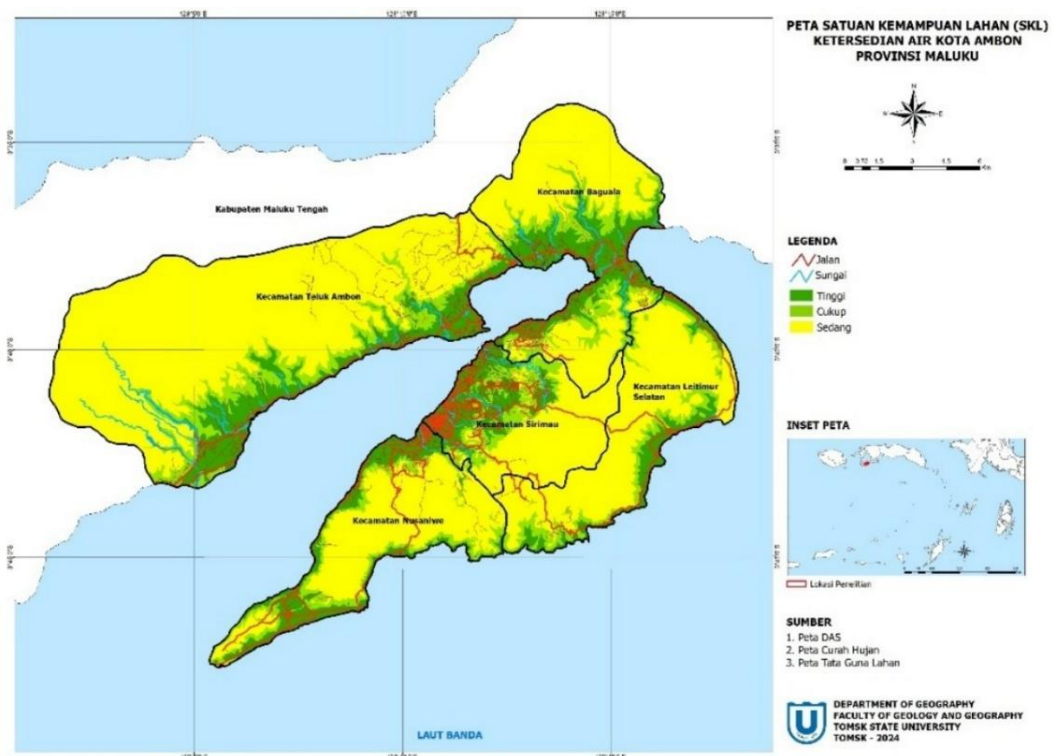 PETA SATUAN KEMAMPUAN LAHAN (SKL)
KETERSEDIAN AIR KOTA AMBON
PROVINSI MALUKU
N
W
E
S
LEGENDA
Jalan
Sungai
Tinggi
Cukup
Sedang
Kabupaten Maluku Tengah
Kecamatan Baguala
Kecamatan Teluk Ambon
Kecamatan Leitimur
Selatan
Kecamatan Sirimau
Kecamatan Nusaniwe
LAUT BANDA
INSET PETA
Lokasi Penelitian
SUMBER
1. Peta DAS
2. Peta Curah Hujan
3. Peta Tata Guna Lahan
DEPARTMENT OF GEOGRAPHY
FACULTY OF GEOLOGY AND GEOGRAPHY
TOMSK STATE UNIVERSITY
TOMSK - 2024